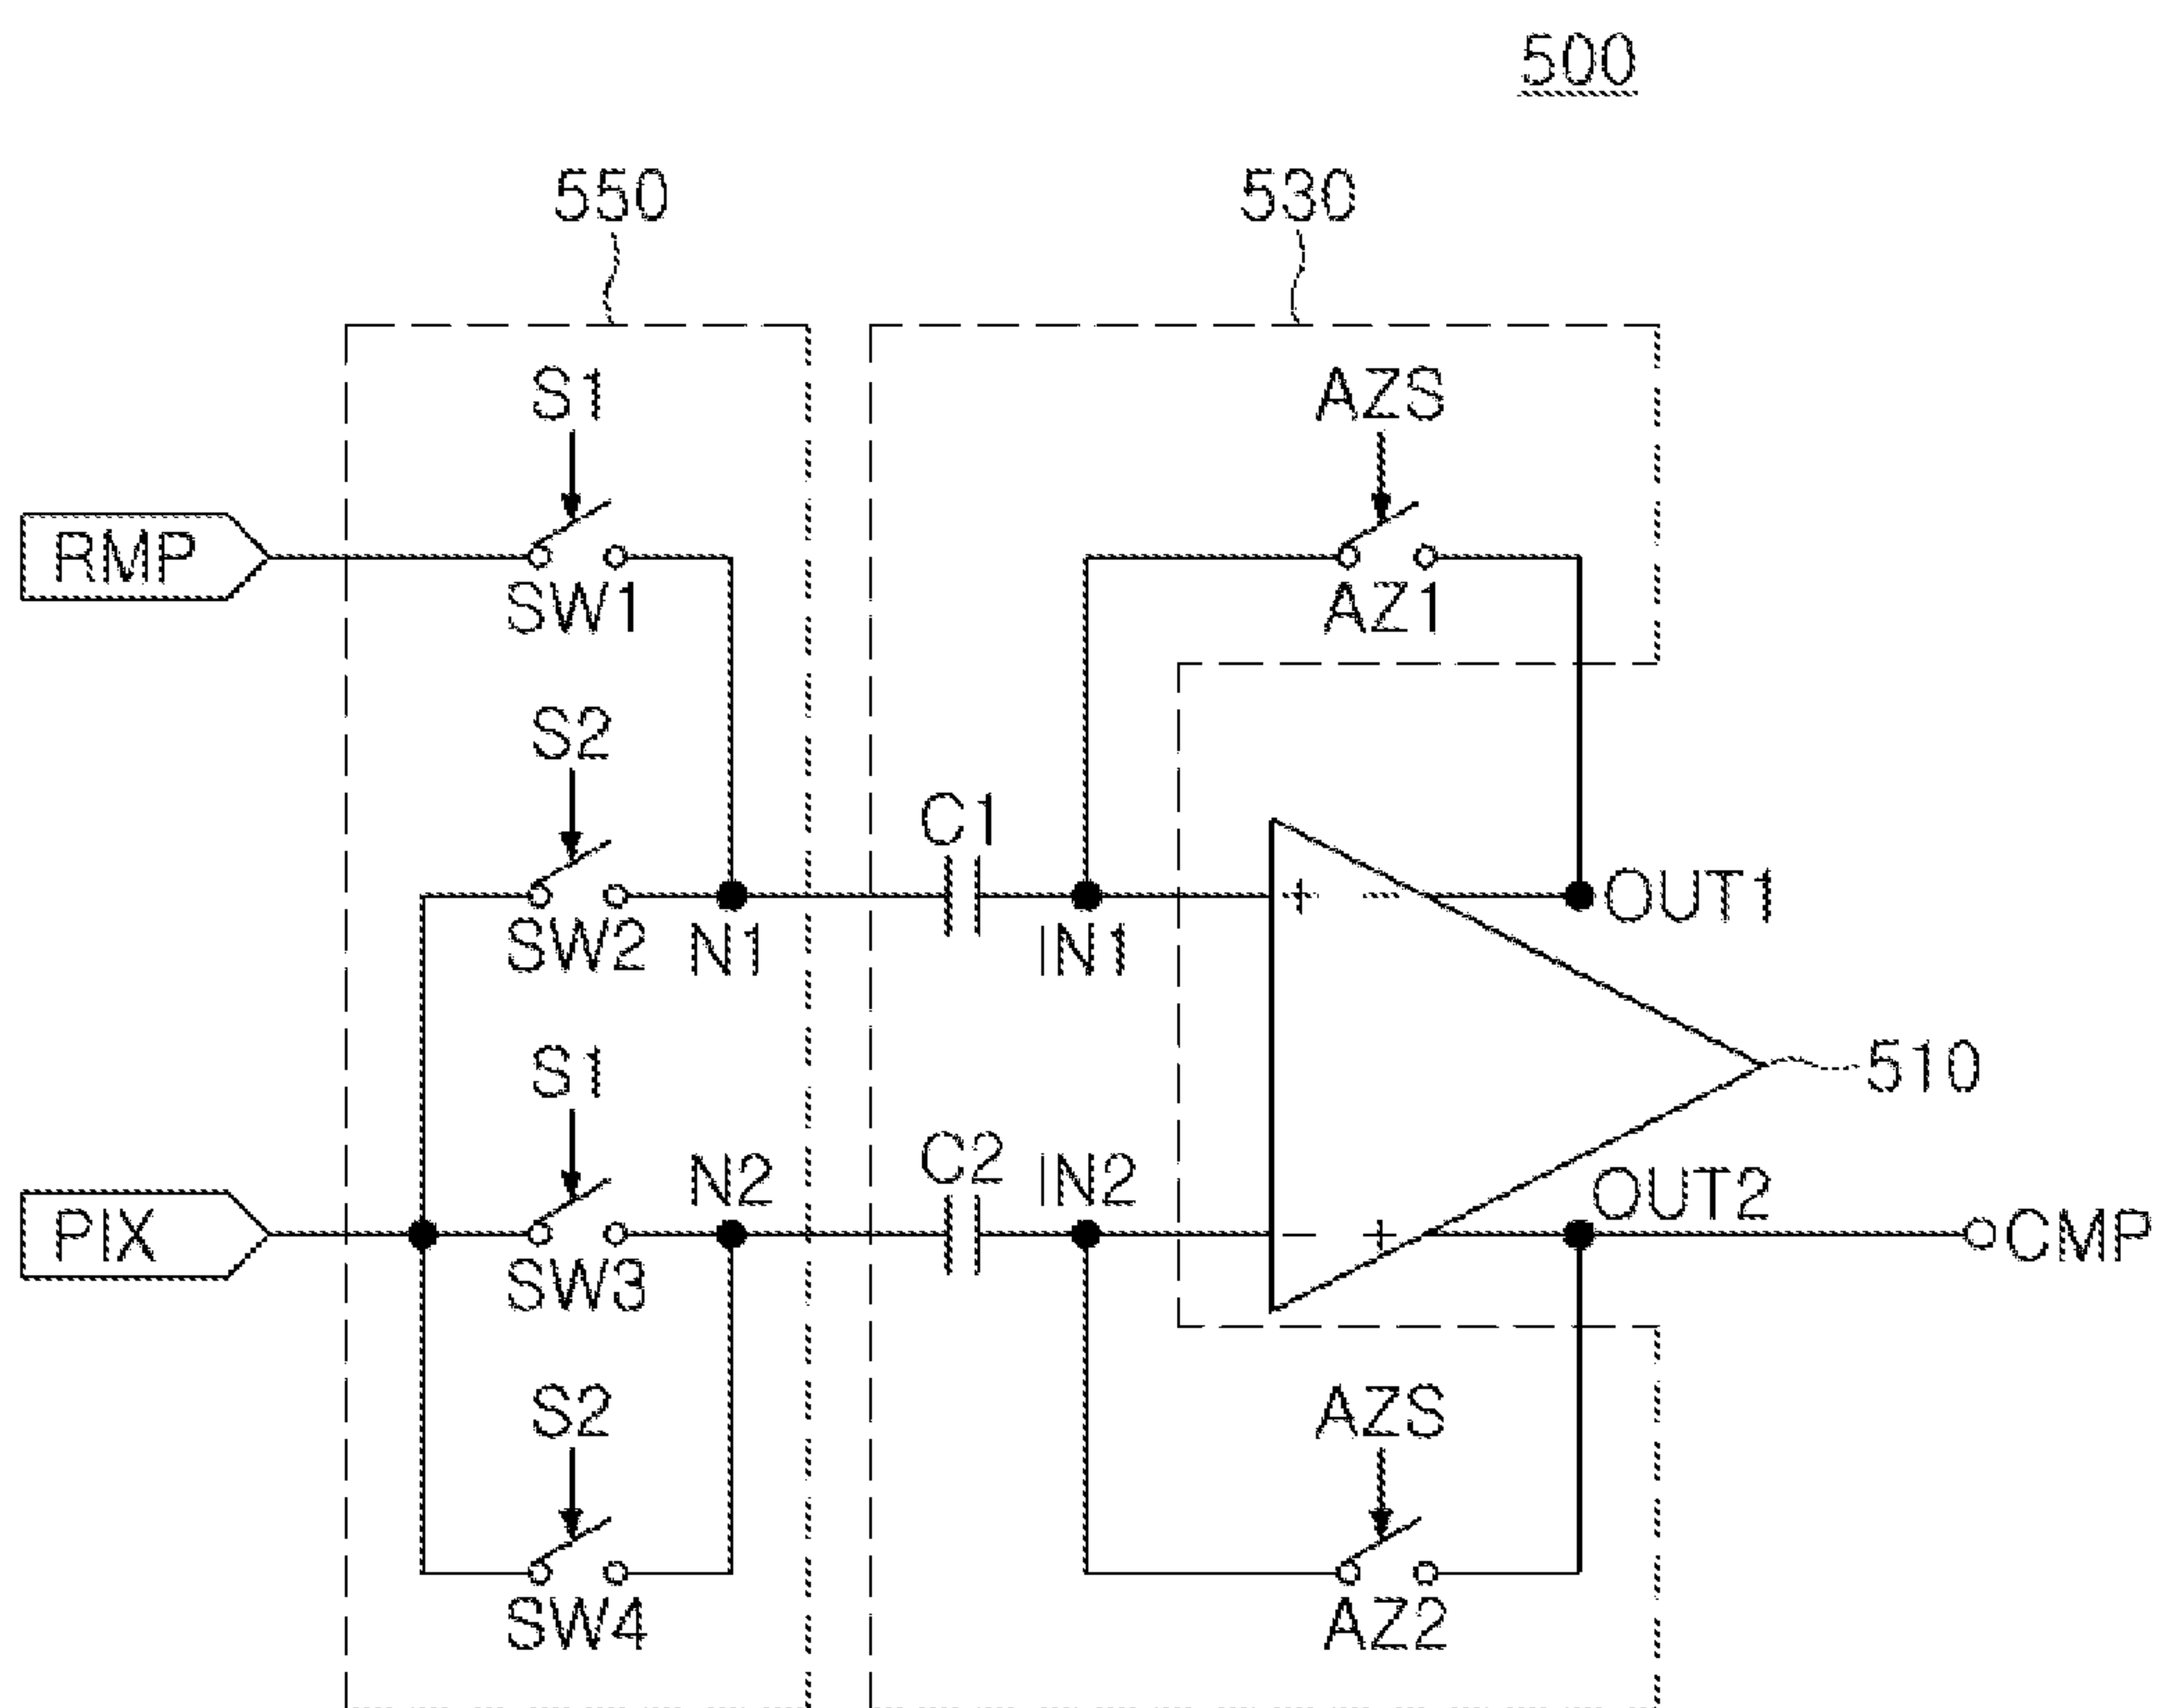 500
550
530
S1
AZS
RMP
SW1
AZ1
S2
C1
SW2
N1
IN1
+
−
OUT1
S1
510
C2
N2
IN2
OUT2
PIX
−
+
CMP
SW3
S2
AZS
SW4
AZ2